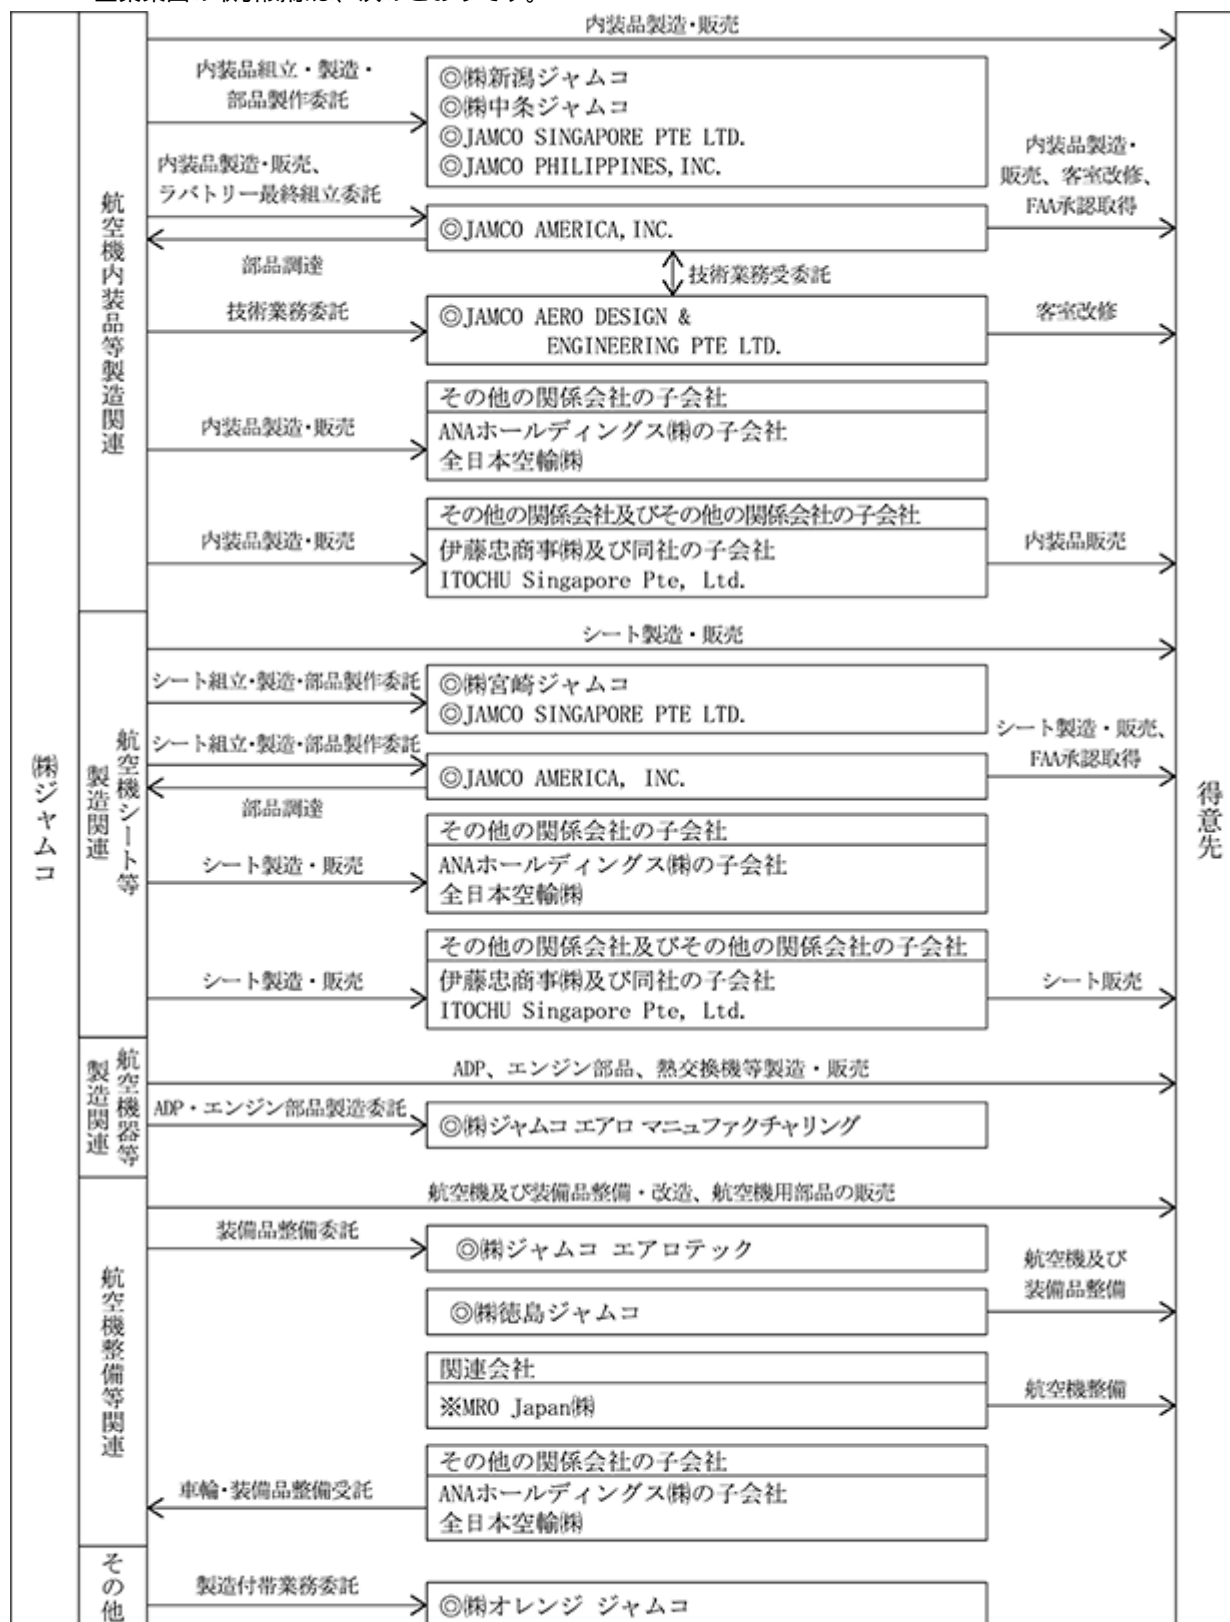 ㈱ジャムコ
航空機内装品等製造関連
内装品製造・販売
内装品組立・製造・
部品製作委託
◎㈱新潟ジャムコ
◎㈱中条ジャムコ
◎JAMCO SINGAPORE PTE LTD.
◎JAMCO PHILIPPINES,INC.
内装品製造・販売、
ラバトリー最終組立委託
◎JAMCO AMERICA,INC.
部品調達
内装品製造・
販売、客室改修、
FAA承認取得
技術業務受委託
技術業務委託
◎JAMCO AERO DESIGN &
ENGINEERING PTE LTD.
客室改修
内装品製造・販売
その他の関係会社の子会社
ANAホールディングス㈱の子会社
全日本空輸㈱
内装品製造・販売
その他の関係会社及びその他の関係会社の子会社
伊藤忠商事㈱及び同社の子会社
ITOCHU Singapore Pte, Ltd.
内装品販売
航空機シート等
製造関連
シート製造・販売
シート組立・製造・部品製作委託
◎㈱宮崎ジャムコ
◎JAMCO SINGAPORE PTE LTD.
シート組立・製造・部品製作委託
◎JAMCO AMERICA, INC.
部品調達
シート製造・販売、
FAA承認取得
シート製造・販売
その他の関係会社の子会社
ANAホールディングス㈱の子会社
全日本空輸㈱
シート製造・販売
その他の関係会社及びその他の関係会社の子会社
伊藤忠商事㈱及び同社の子会社
ITOCHU Singapore Pte, Ltd.
シート販売
航空機器等
製造関連
ADP、エンジン部品、熱交換機等製造・販売
ADP・エンジン部品製造委託
◎㈱ジャムコ エアロ マニュファクチャリング
航空機整備等関連
航空機及び装備品整備・改造、航空機用部品の販売
装備品整備委託
◎㈱ジャムコ エアロテック
◎㈱徳島ジャムコ
航空機及び
装備品整備
関連会社
※MRO Japan㈱
航空機整備
車輪・装備品整備受託
その他の関係会社の子会社
ANAホールディングス㈱の子会社
全日本空輸㈱
その他
製造付帯業務委託
◎㈱オレンジ ジャムコ
得意先